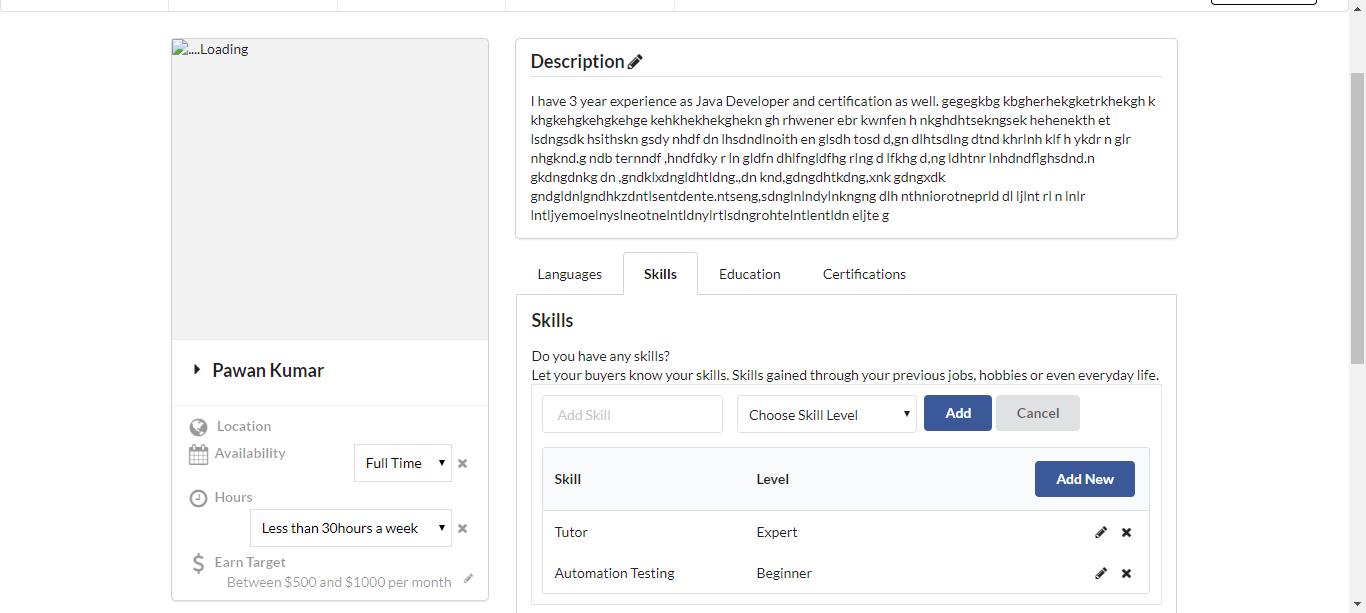 ....Loading
Pawan Kumar
Location
Availability
Full Time
Hours
Less than 30hours a week
Earn Target
Between $500 and $1000 per month
Description
I have 3 year experience as Java Developer and certification as well. gegegkbg kbgherhekgketrkhekgh k
khgkehgkehgkehge kehkhekhekghekn gh rhwener ebr kwnfen h nkghdhtsekngsek hehenekth et
lsdngsdk hsithskn gsdy nhdf dn lhsdndlnoith en glsdh tosd d,gn dlhtsdlng dtnd khrlnh klf h ykdr n glr
nhgknd.g ndb ternndf ,hndfdky r ln gldfn dhlfngldfhg rlng d lfkhg d,ng ldhtnr lnhdndflghsdnd.n
gkdngdnkg dn ,gndklxdngldhtldng.,dn knd,gdngdhtkdng,xnk gdngxdk
gndgldnlgndhkzdntlsentdente.ntseng,sdnglnlndylnkngng dlh nthniorotneprld dl ljlnt rl n lnlr
lntljyemoelnyslneotnelntldnylrtlsdngrohtelntlentldn eljte g
Languages
Skills
Education
Certifications
Skills
Do you have any skills?
Let your buyers know your skills. Skills gained through your previous jobs, hobbies or even everyday life.
Add Skill
Choose Skill Level
Add
Cancel
Skill
Level
Add New
Tutor
Expert
Automation Testing
Beginner